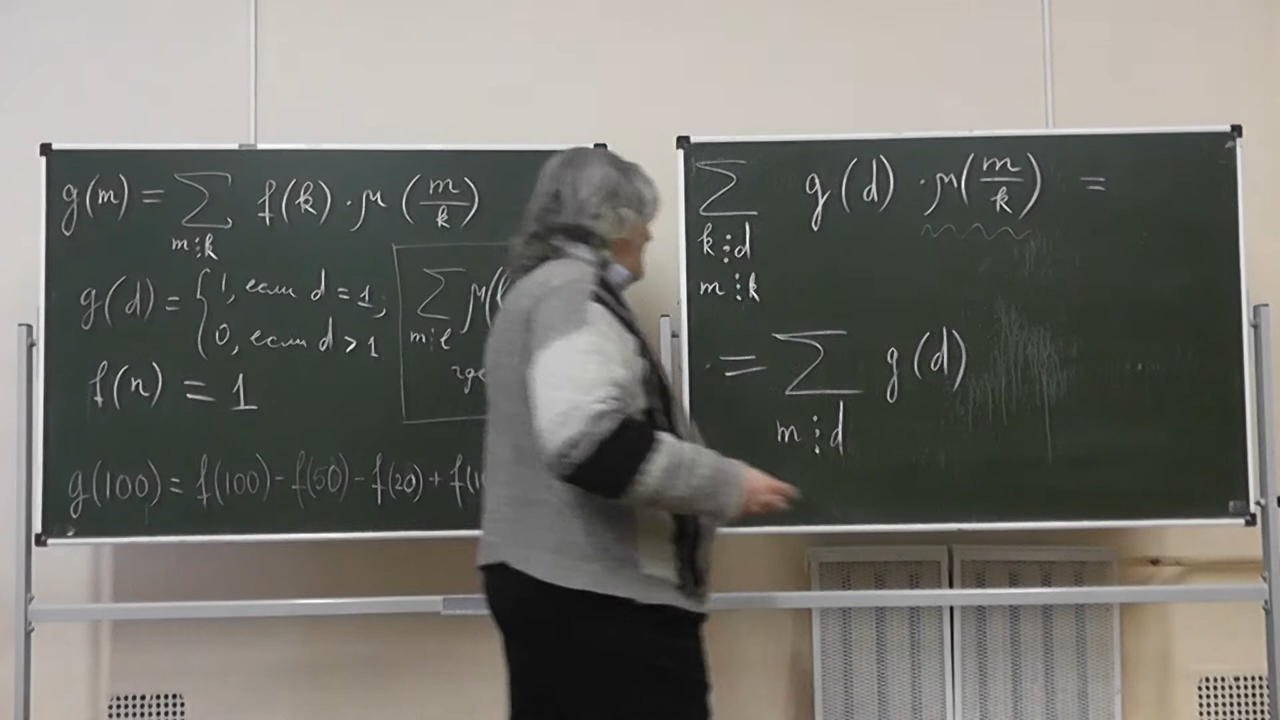 g(m) = ∑ f(k) · μ (m/k)
m⋮k
g(d) = { 1, если d = 1,
0, если d > 1
∑ μ(
m⋮ℓ
где
f(n) = 1
g(100) = f(100) - f(50) - f(20) + f(1
∑ g(d) · μ(m/k) =
k⋮d
m⋮k
= ∑ g(d)
m⋮d